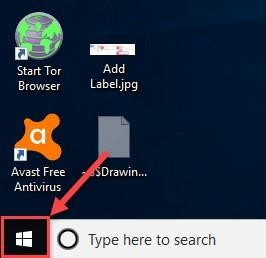 Start Tor
Browser
Add
Label.jpg
Avast Free
Antivirus
Type here to search